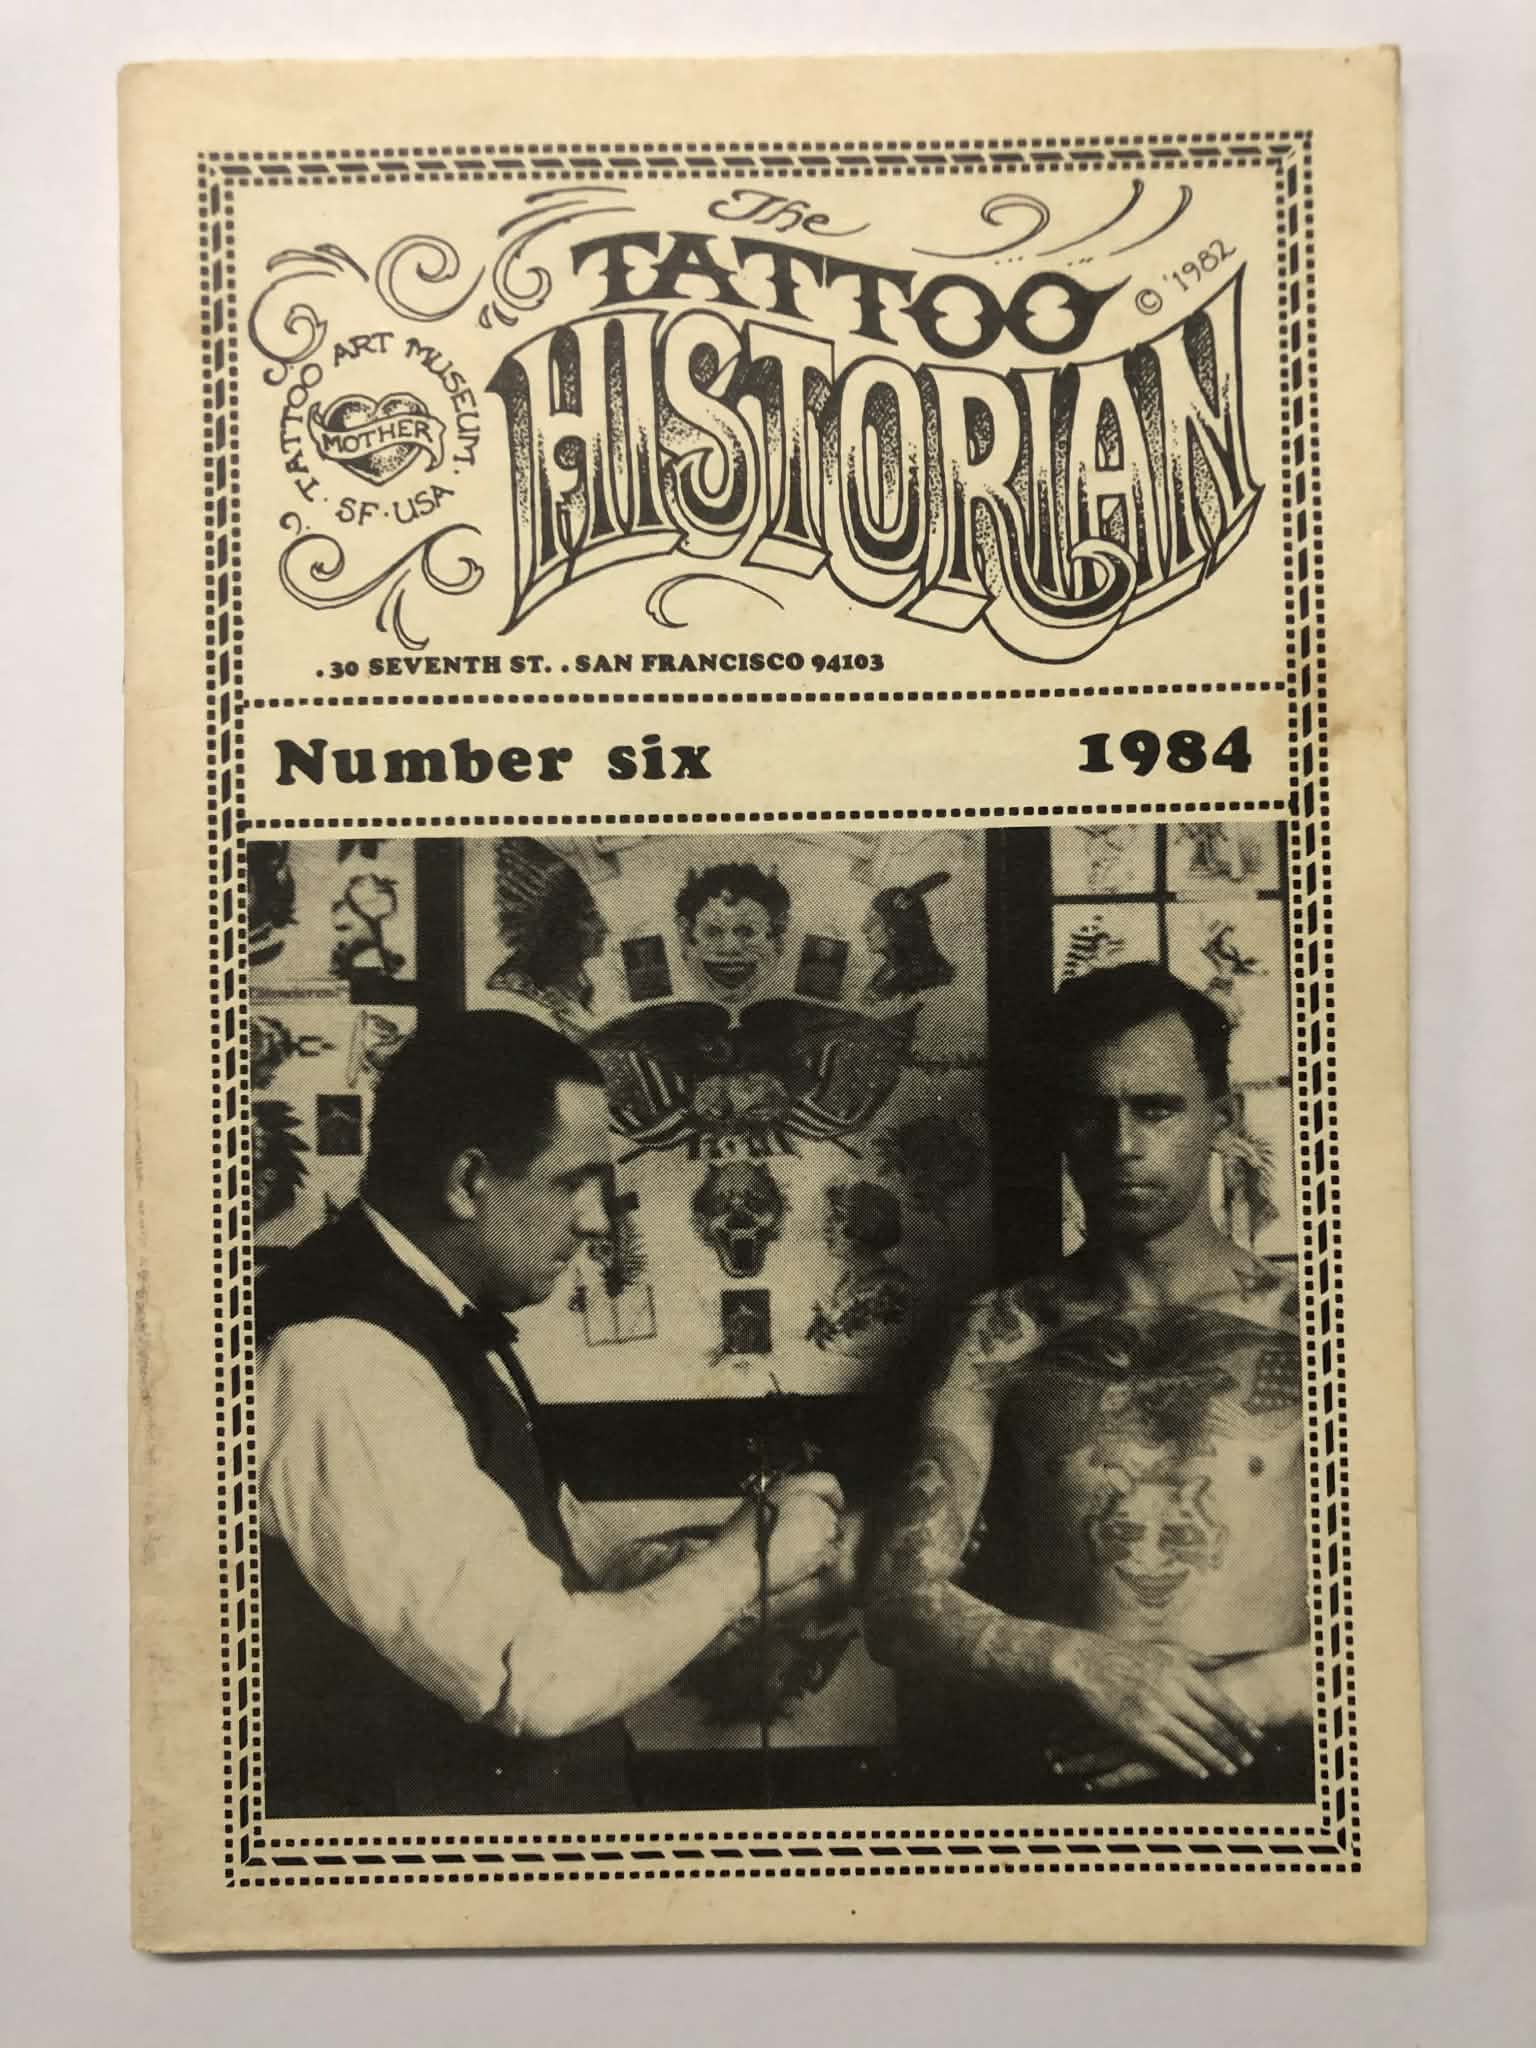 The
TATTOO
HISTORIAN
© '1982
· TATTOO ART MUSEUM · SF · USA
MOTHER
. 30 SEVENTH ST. . SAN FRANCISCO 94103
Number six
1984